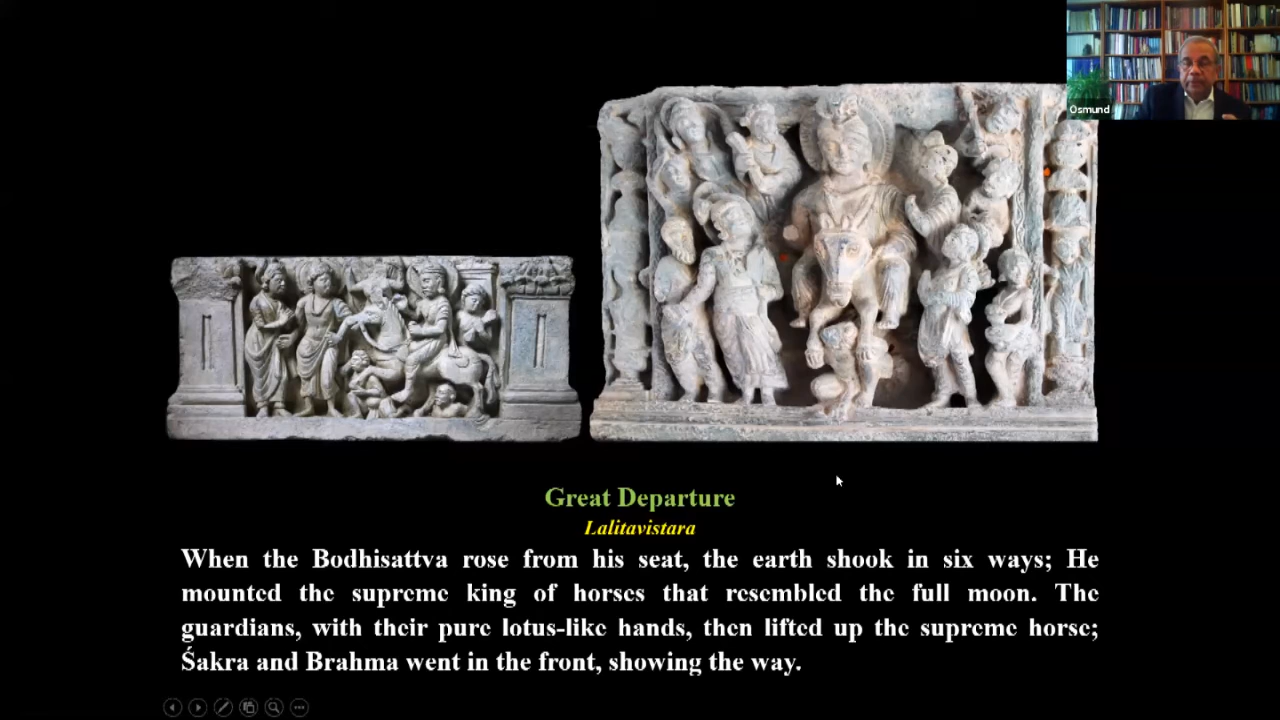 Osmund
Great Departure
Lalitavistara
When the Bodhisattva rose from his seat, the earth shook in six ways; He
mounted the supreme king of horses that resembled the full moon. The
guardians, with their pure lotus-like hands, then lifted up the supreme horse;
Śakra and Brahma went in the front, showing the way.